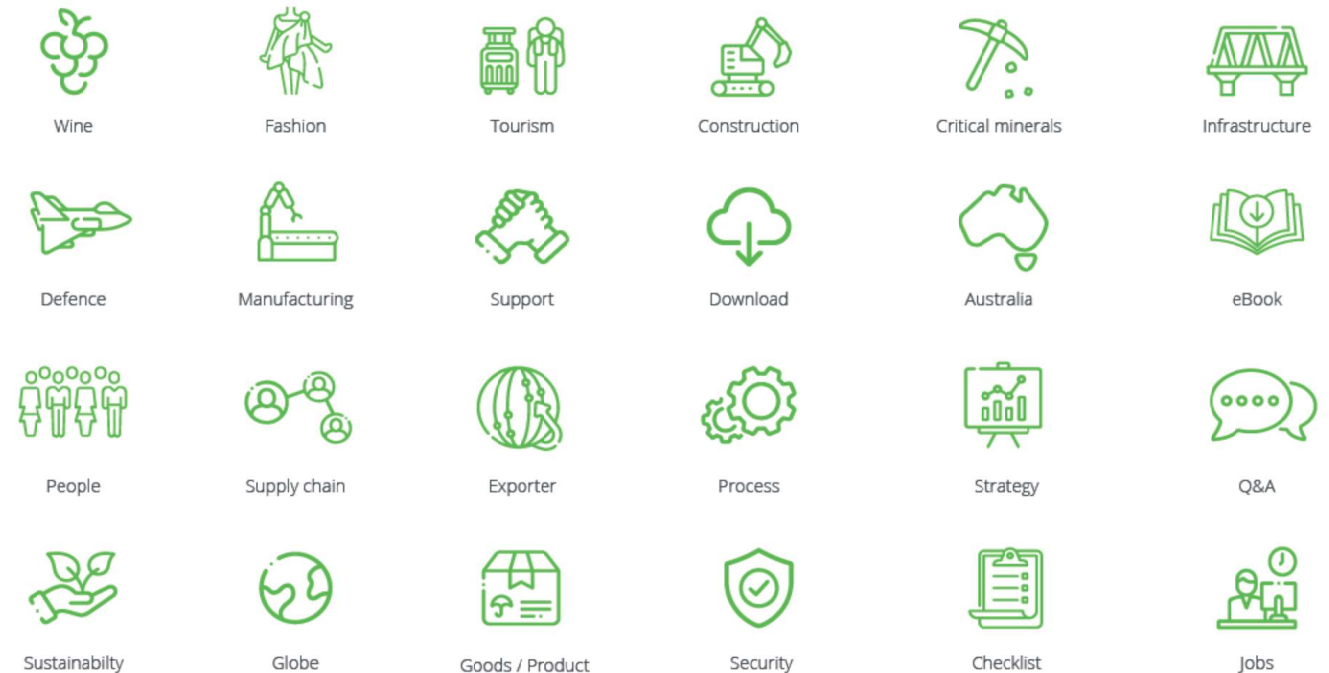 Wine
Fashion
Tourism
Construction
Critical minerals
Infrastructure
Defence
Manufacturing
Support
Download
Australia
eBook
People
Supply chain
Exporter
Process
Strategy
Q&A
Sustainabilty
Globe
Goods / Product
Security
Checklist
Jobs